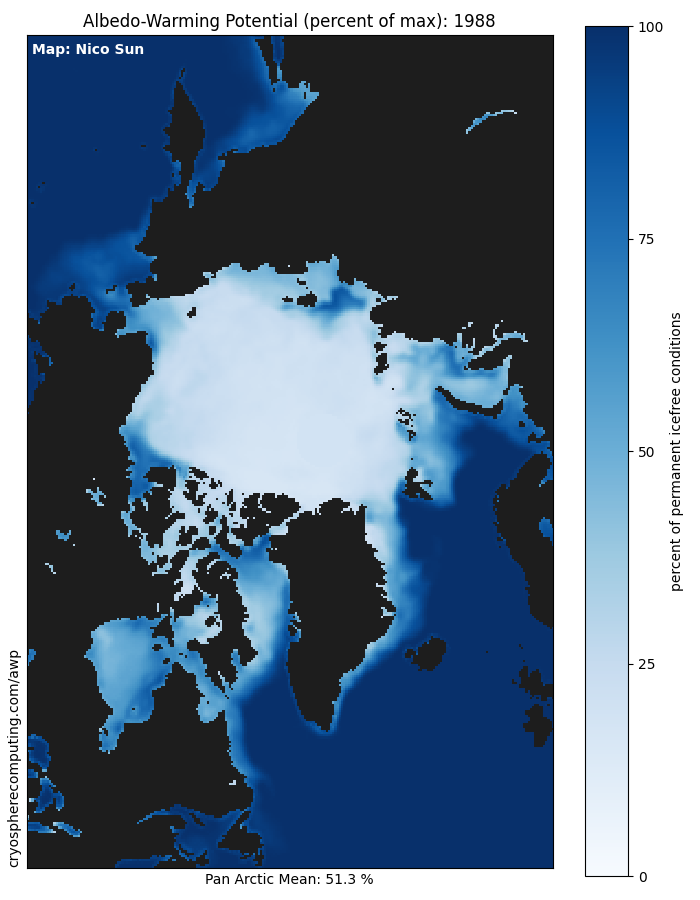 Albedo-Warming Potential (percent of max): 1988
Map: Nico Sun
100
75
50
25
0
percent of permanent icefree conditions
cryospherecomputing.com/awp
Pan Arctic Mean: 51.3 %